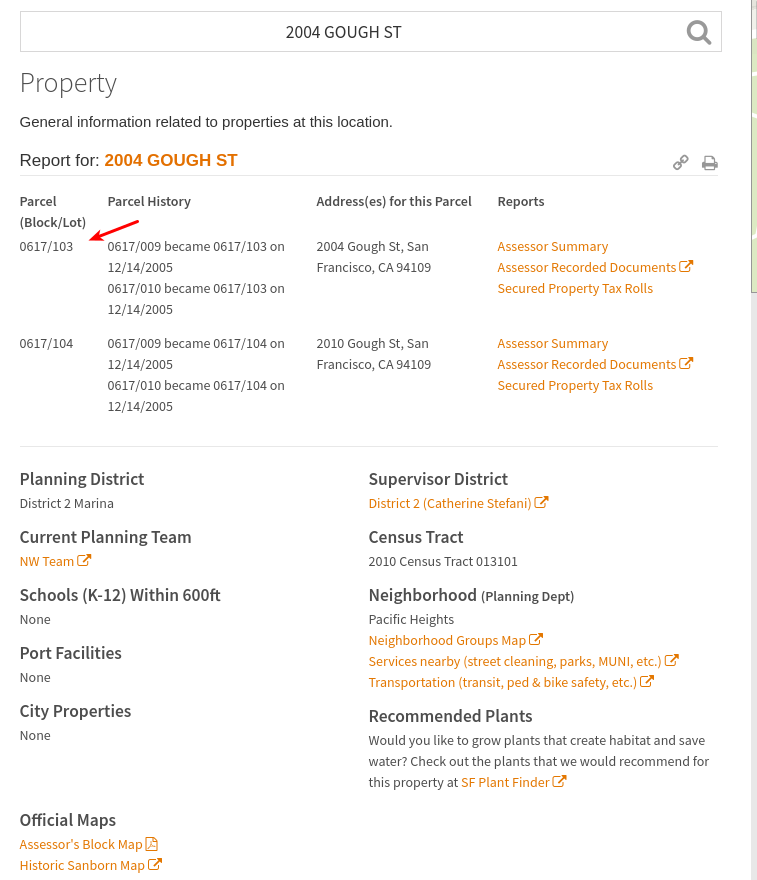 2004 GOUGH ST
Property
General information related to properties at this location.
Report for: 2004 GOUGH ST
Parcel (Block/Lot) Parcel History Address(es) for this Parcel Reports
0617/103
0617/009 became 0617/103 on
12/14/2005
0617/010 became 0617/103 on
12/14/2005
2004 Gough St, San
Francisco, CA 94109
Assessor Summary
Assessor Recorded Documents
Secured Property Tax Rolls
0617/104
0617/009 became 0617/104 on
12/14/2005
0617/010 became 0617/104 on
12/14/2005
2010 Gough St, San
Francisco, CA 94109
Assessor Summary
Assessor Recorded Documents
Secured Property Tax Rolls
Planning District
District 2 Marina
Current Planning Team
NW Team
Schools (K-12) Within 600ft
None
Port Facilities
None
City Properties
None
Supervisor District
District 2 (Catherine Stefani)
Census Tract
2010 Census Tract 013101
Neighborhood (Planning Dept)
Pacific Heights
Neighborhood Groups Map
Services nearby (street cleaning, parks, MUNI, etc.)
Transportation (transit, ped & bike safety, etc.)
Recommended Plants
Would you like to grow plants that create habitat and save
water? Check out the plants that we would recommend for
this property at SF Plant Finder
Official Maps
Assessor's Block Map
Historic Sanborn Map